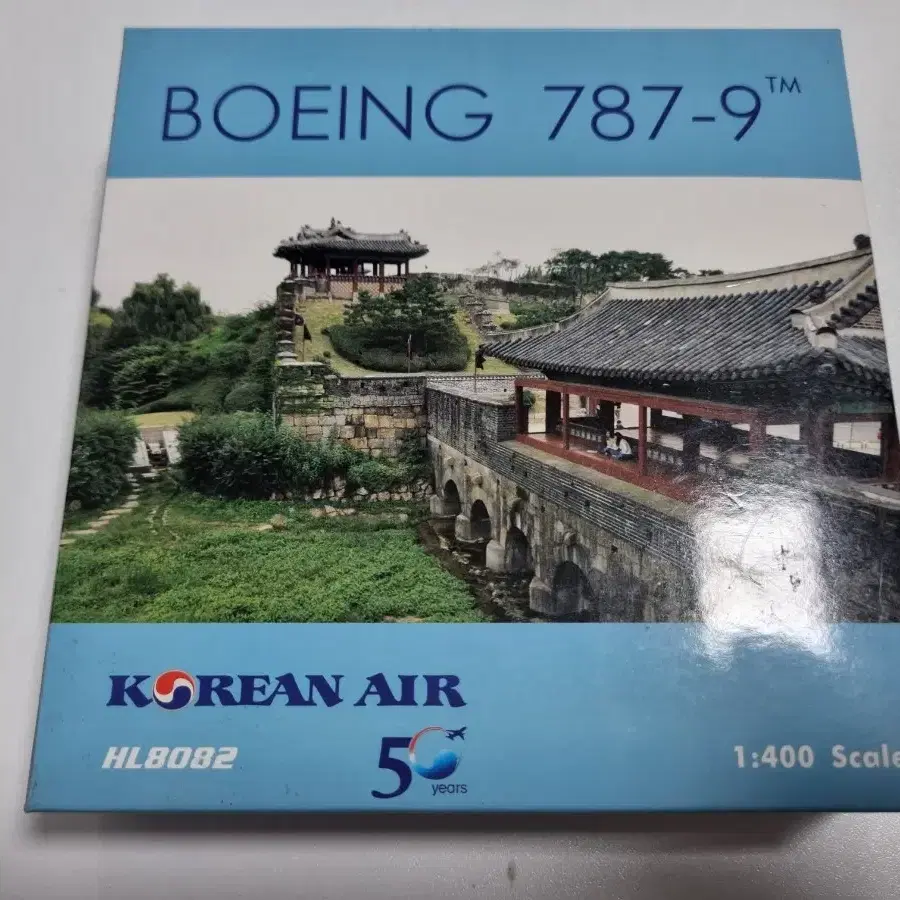 BOEING 787-9™
KOREAN AIR
HL8082
50
years
1:400 Scale